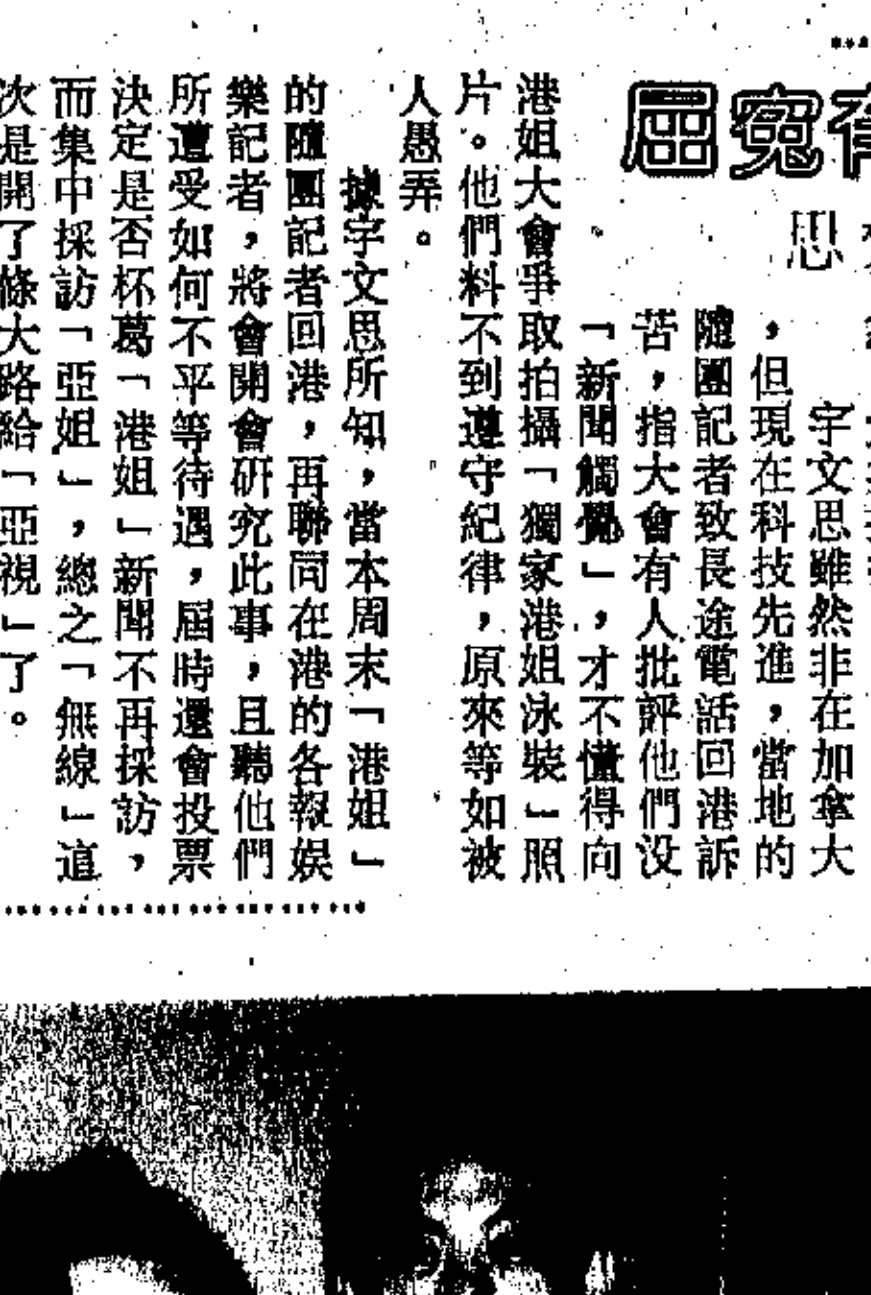 有冤屈
思
宇文思雖然非在加拿大
，但現在科技先進，當地的
隨團記者致長途電話回港訴
苦，指大會有人批評他們没
「新聞觸覺」，才不懂得向
港姐大會爭取拍攝「獨家港姐泳裝」照
片。他們料不到遵守紀律，原來等如被
人愚弄。
據宇文思所知，當本周末「港姐」
的隨團記者回港，再聯同在港的各報娱
樂記者，將會開會研究此事，且聽他們
所遭受如何不平等待遇，屆時還會投票
決定是否杯葛「港姐」新聞不再採訪，
而集中採訪「亞姐」，總之「無線」這
次是開了條大路給「亞視」了。